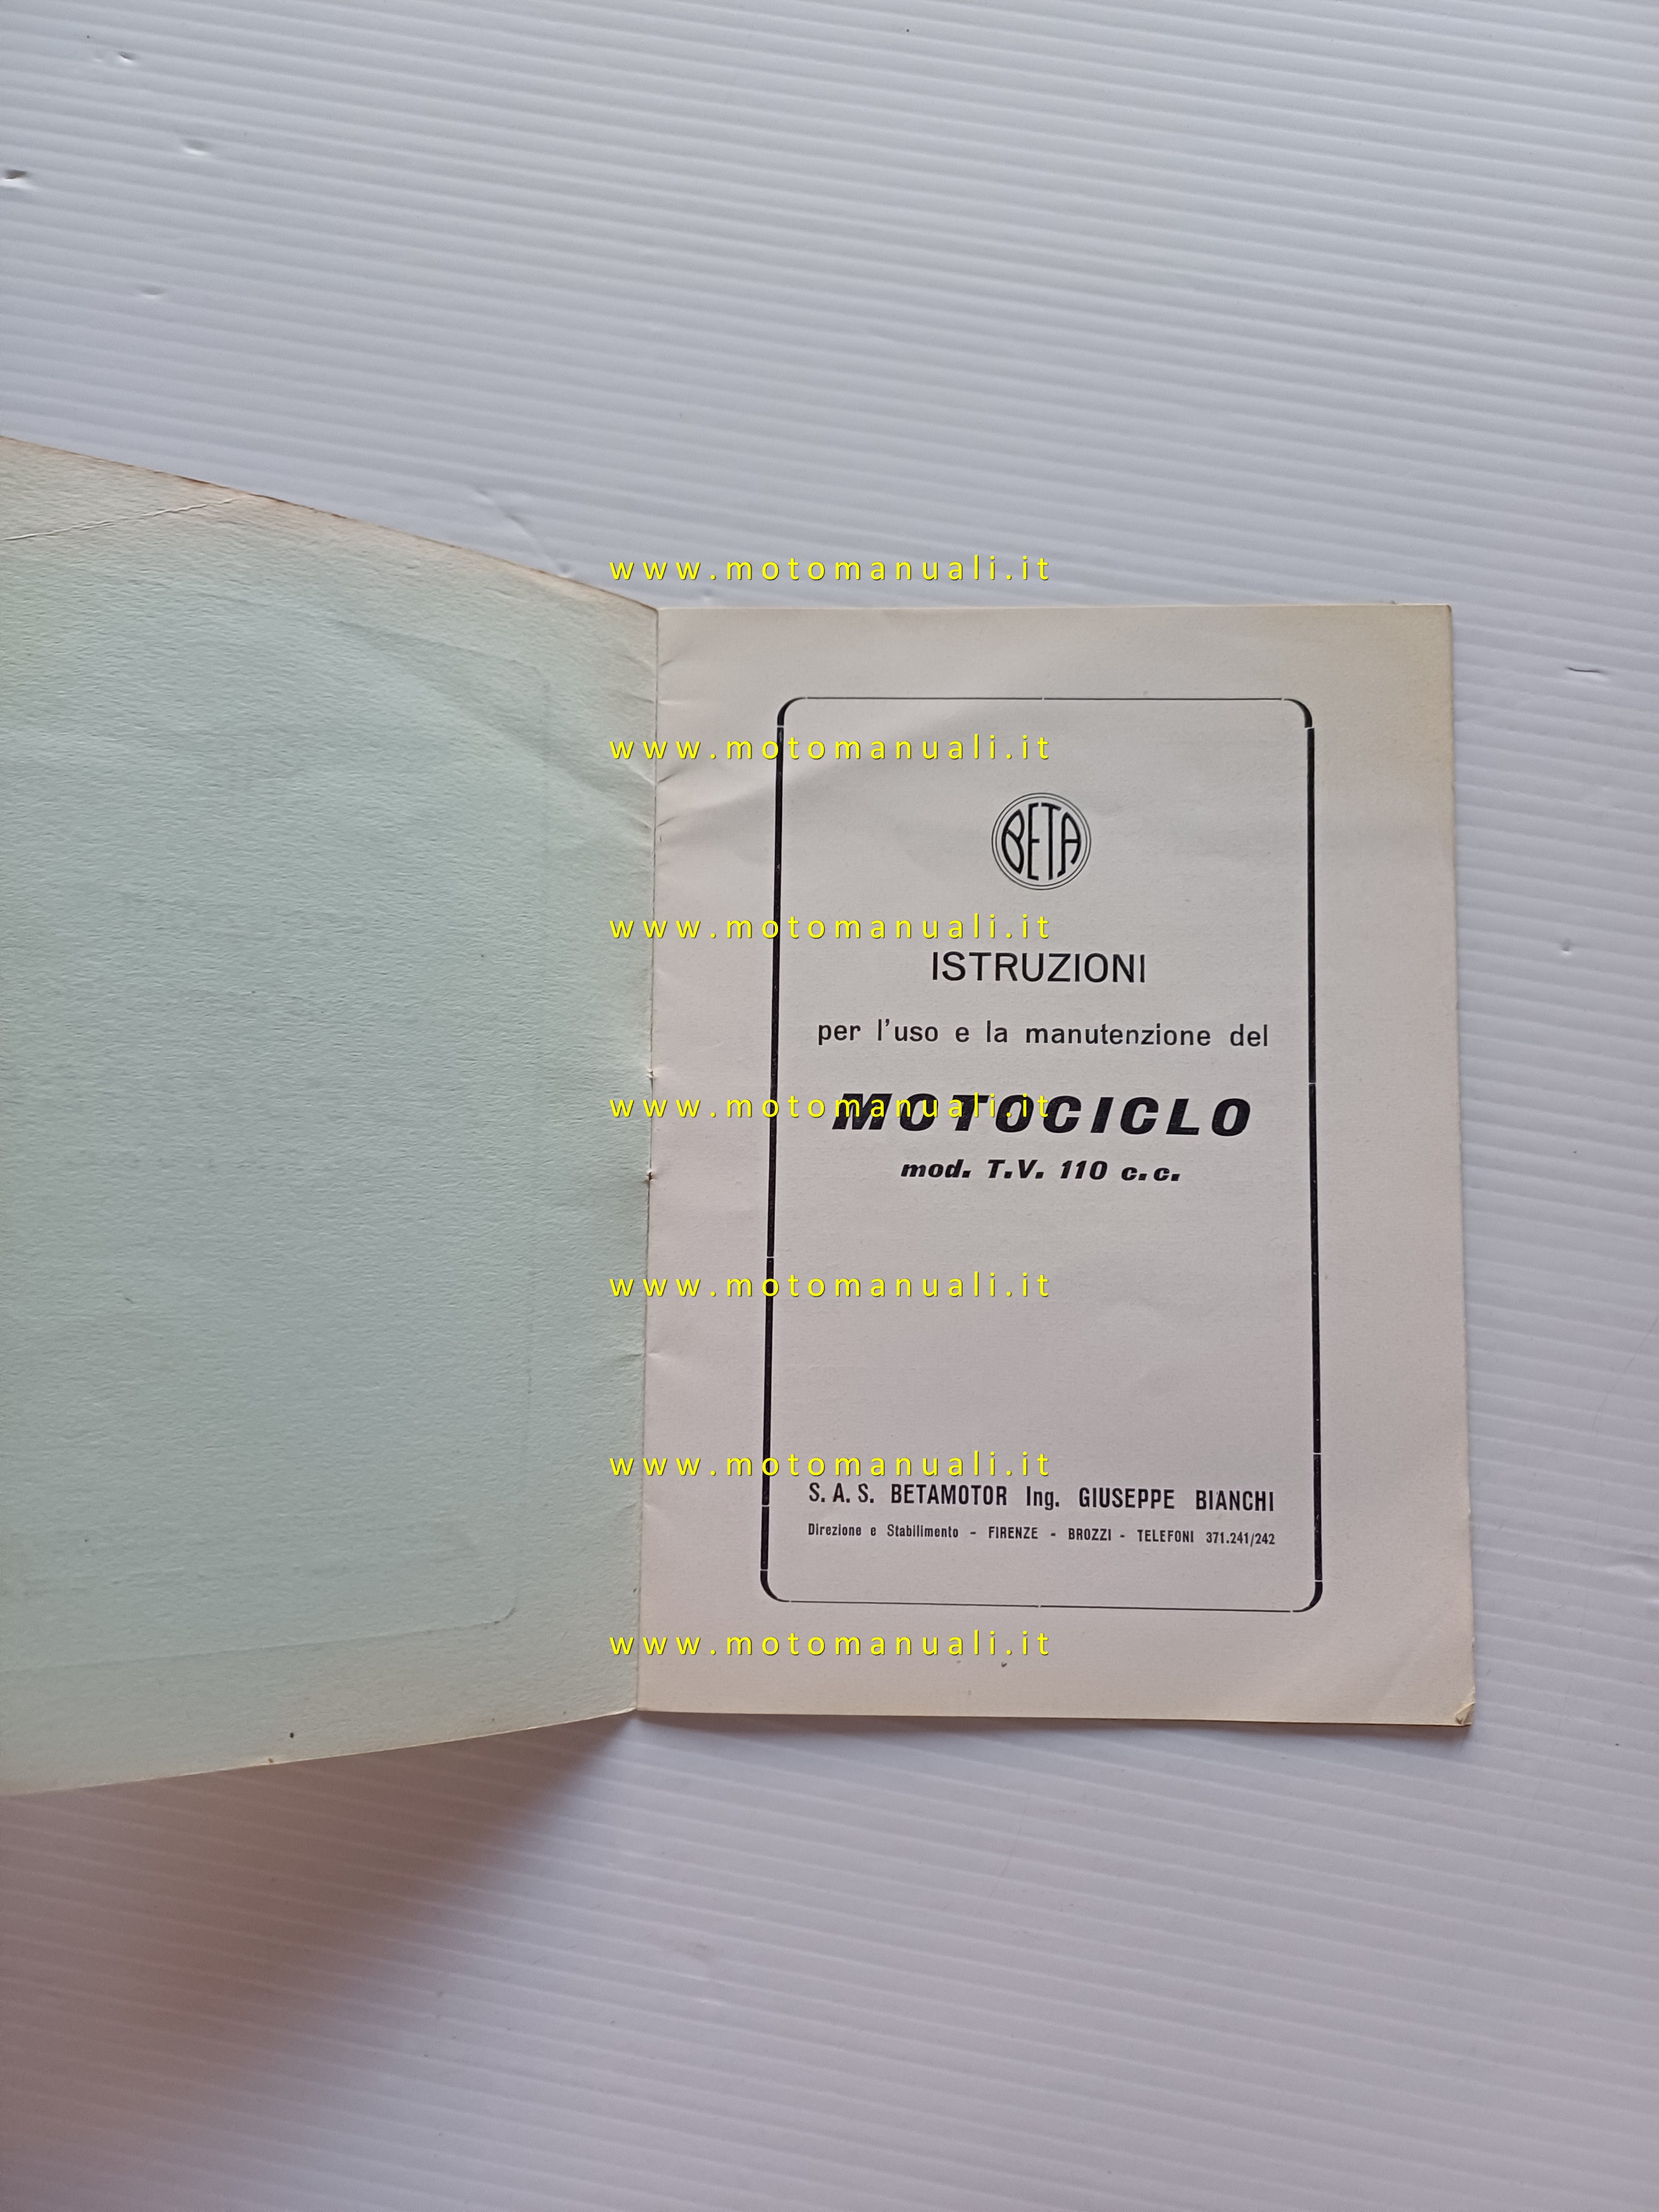 www.motomanuali.it
www.motomanuali.it
BETA
www.motomanuali.it
ISTRUZIONI
per l'uso e la manutenzione del
www.motomanuali.it
MOTOCICLO
mod. T.V. 110 c.c.
www.motomanuali.it
www.motomanuali.it
S. A. S. BETAMOTOR Ing. GIUSEPPE BIANCHI
Direzione e Stabilimento - FIRENZE - BROZZI - TELEFONI 371.241/242
www.motomanuali.it